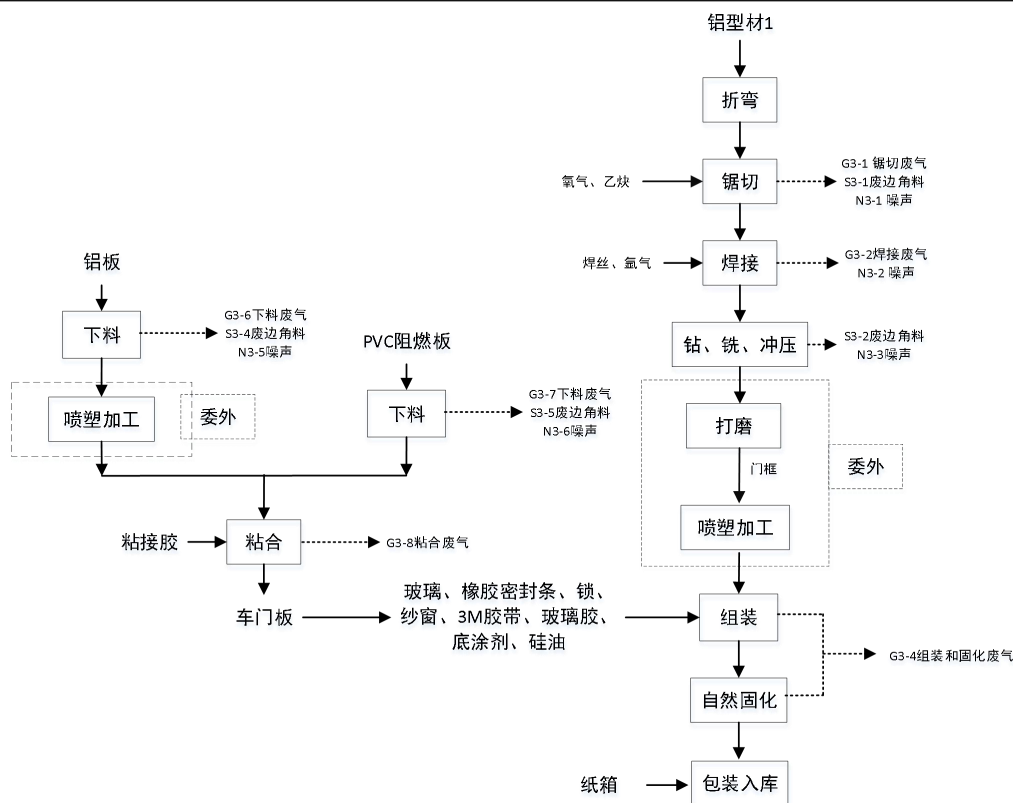 铝型材1
折弯
氧气、乙炔
锯切
G3-1 锯切废气
S3-1废边角料
N3-1 噪声
焊丝、氩气
焊接
G3-2焊接废气
N3-2 噪声
钻、铣、冲压
S3-2废边角料
N3-3噪声
打磨
门框
委外
喷塑加工
铝板
下料
G3-6下料废气
S3-4废边角料
N3-5噪声
喷塑加工
委外
PVC阻燃板
下料
G3-7下料废气
S3-5废边角料
N3-6噪声
粘接胶
粘合
G3-8粘合废气
车门板
玻璃、橡胶密封条、锁、
纱窗、3M胶带、玻璃胶、
底涂剂、硅油
组装
G3-4组装和固化废气
自然固化
纸箱
包装入库